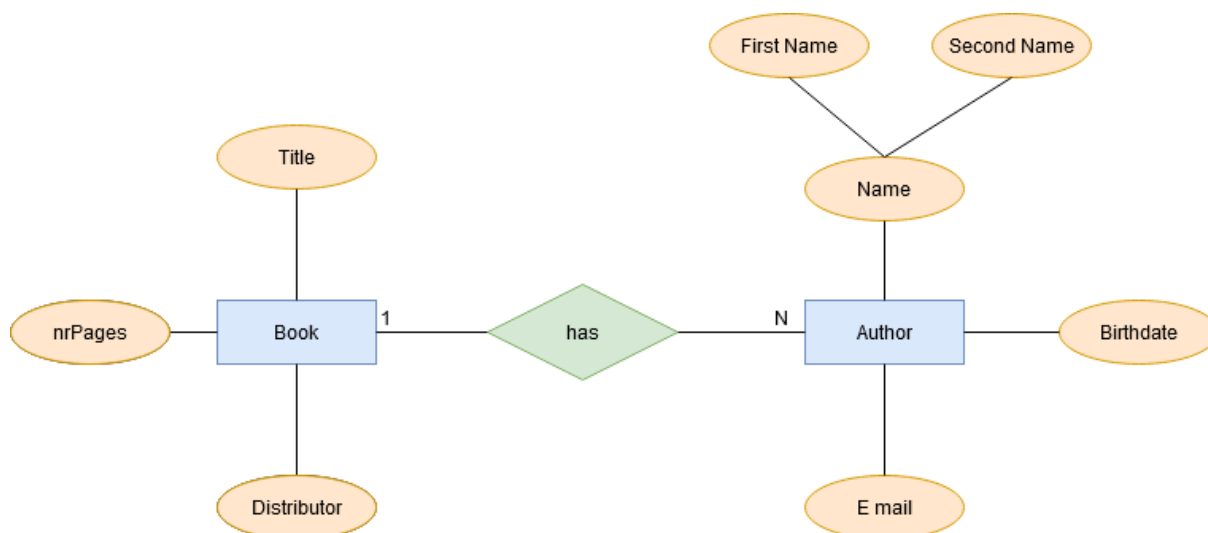 First Name
Second Name
Title
Name
nrPages
Book
1
has
N
Author
Birthdate
Distributor
E mail